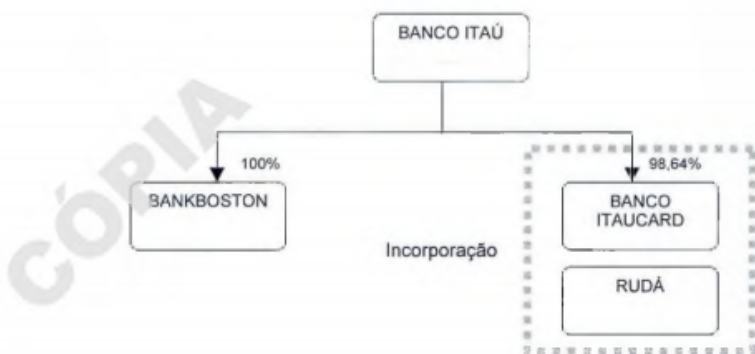 BANCO ITAÚ
100%
98,64%
BANKBOSTON
BANCO
ITAUCARD
Incorporação
RUDÁ
CÓPIA